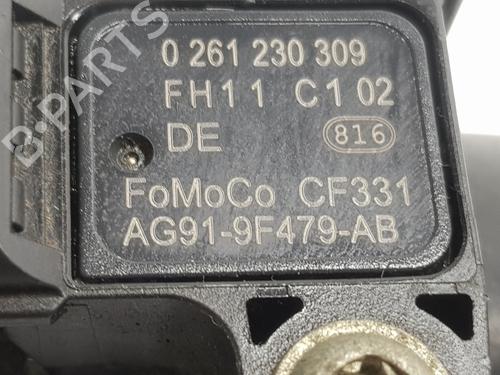 B-PARTS
0 261 230 309
FH11 C102
DE 816
FoMoCo CF331
AG91-9F479-AB